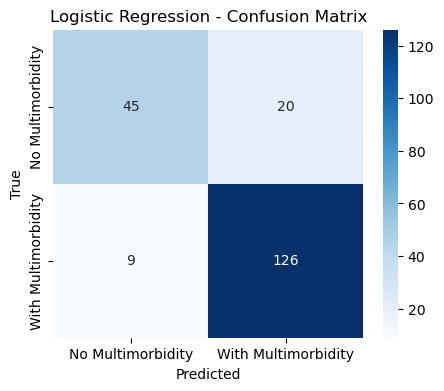 Logistic Regression - Confusion Matrix
True
No Multimorbidity
With Multimorbidity
45
20
9
126
No Multimorbidity
With Multimorbidity
Predicted
120
100
80
60
40
20